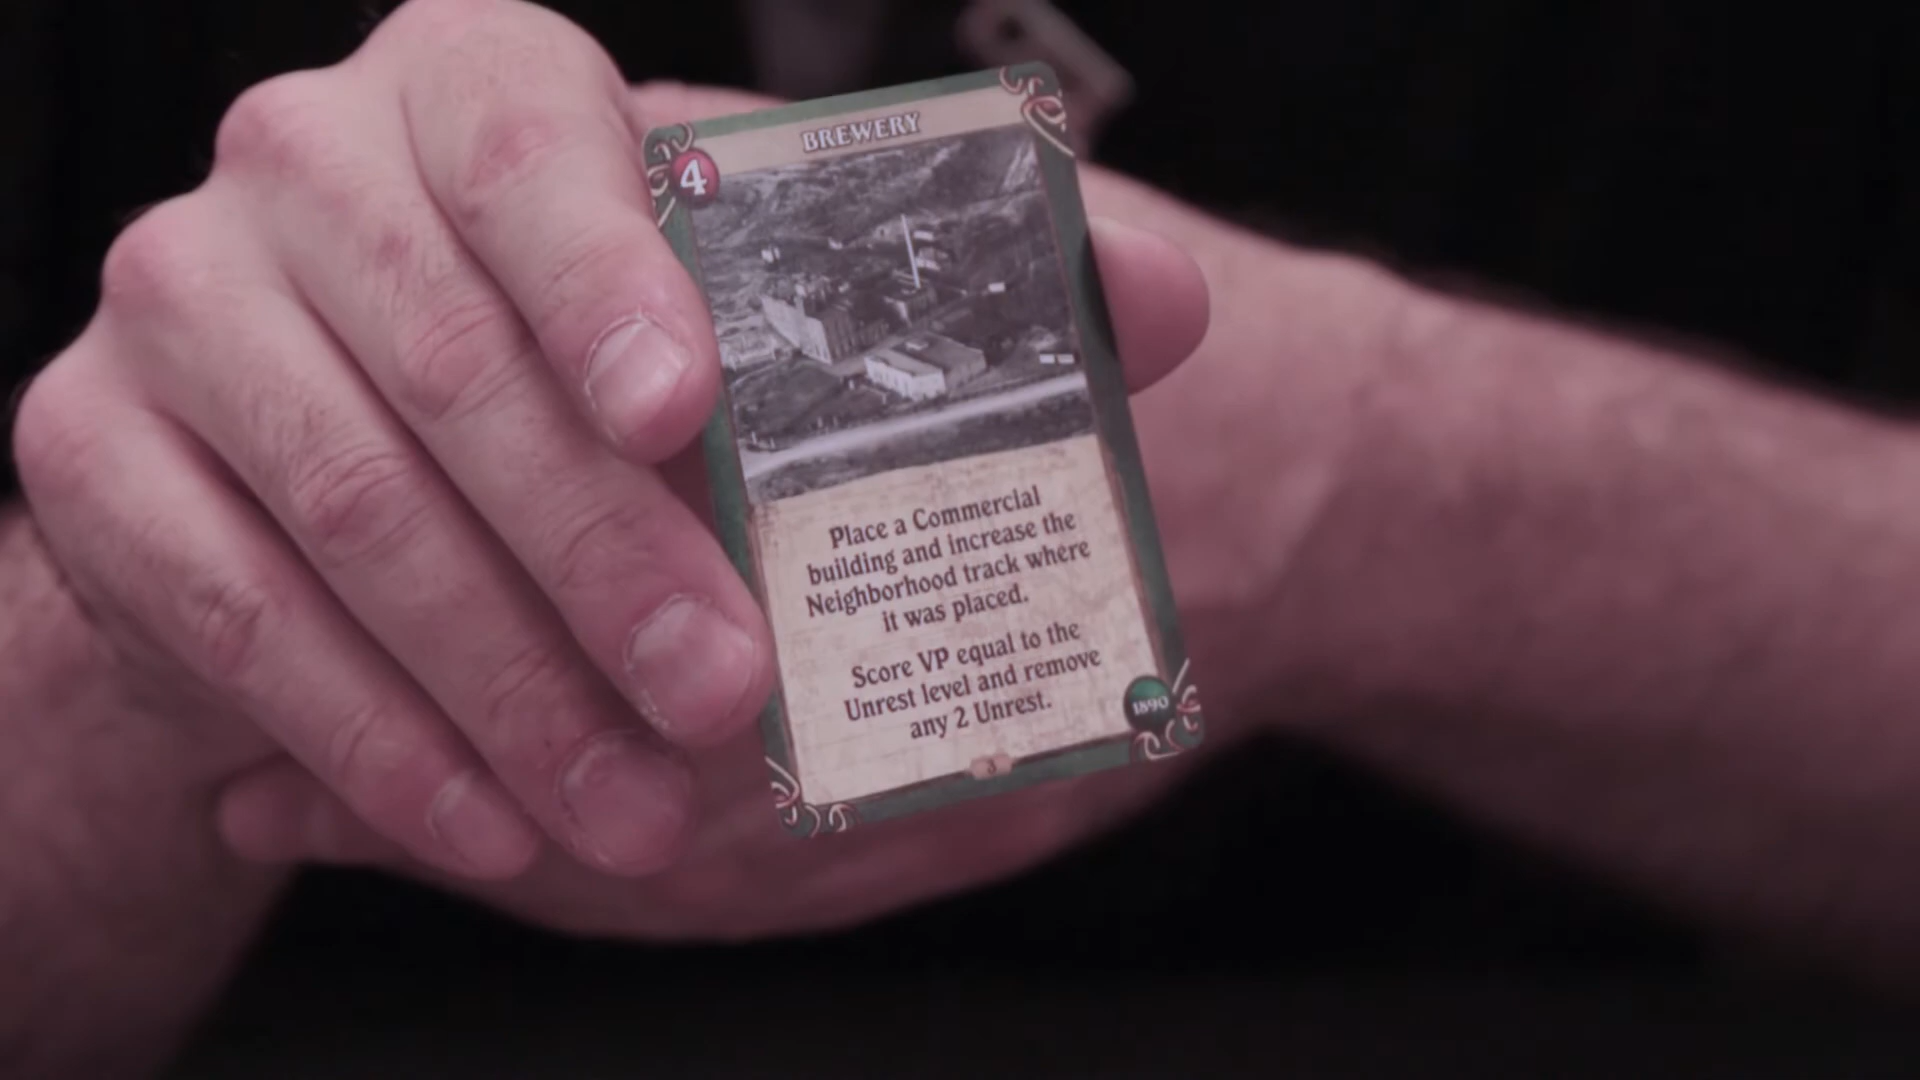 BREWERY
4
Place a Commercial
building and increase the
Neighborhood track where
it was placed.
Score VP equal to the
Unrest level and remove
any 2 Unrest.
1890
3